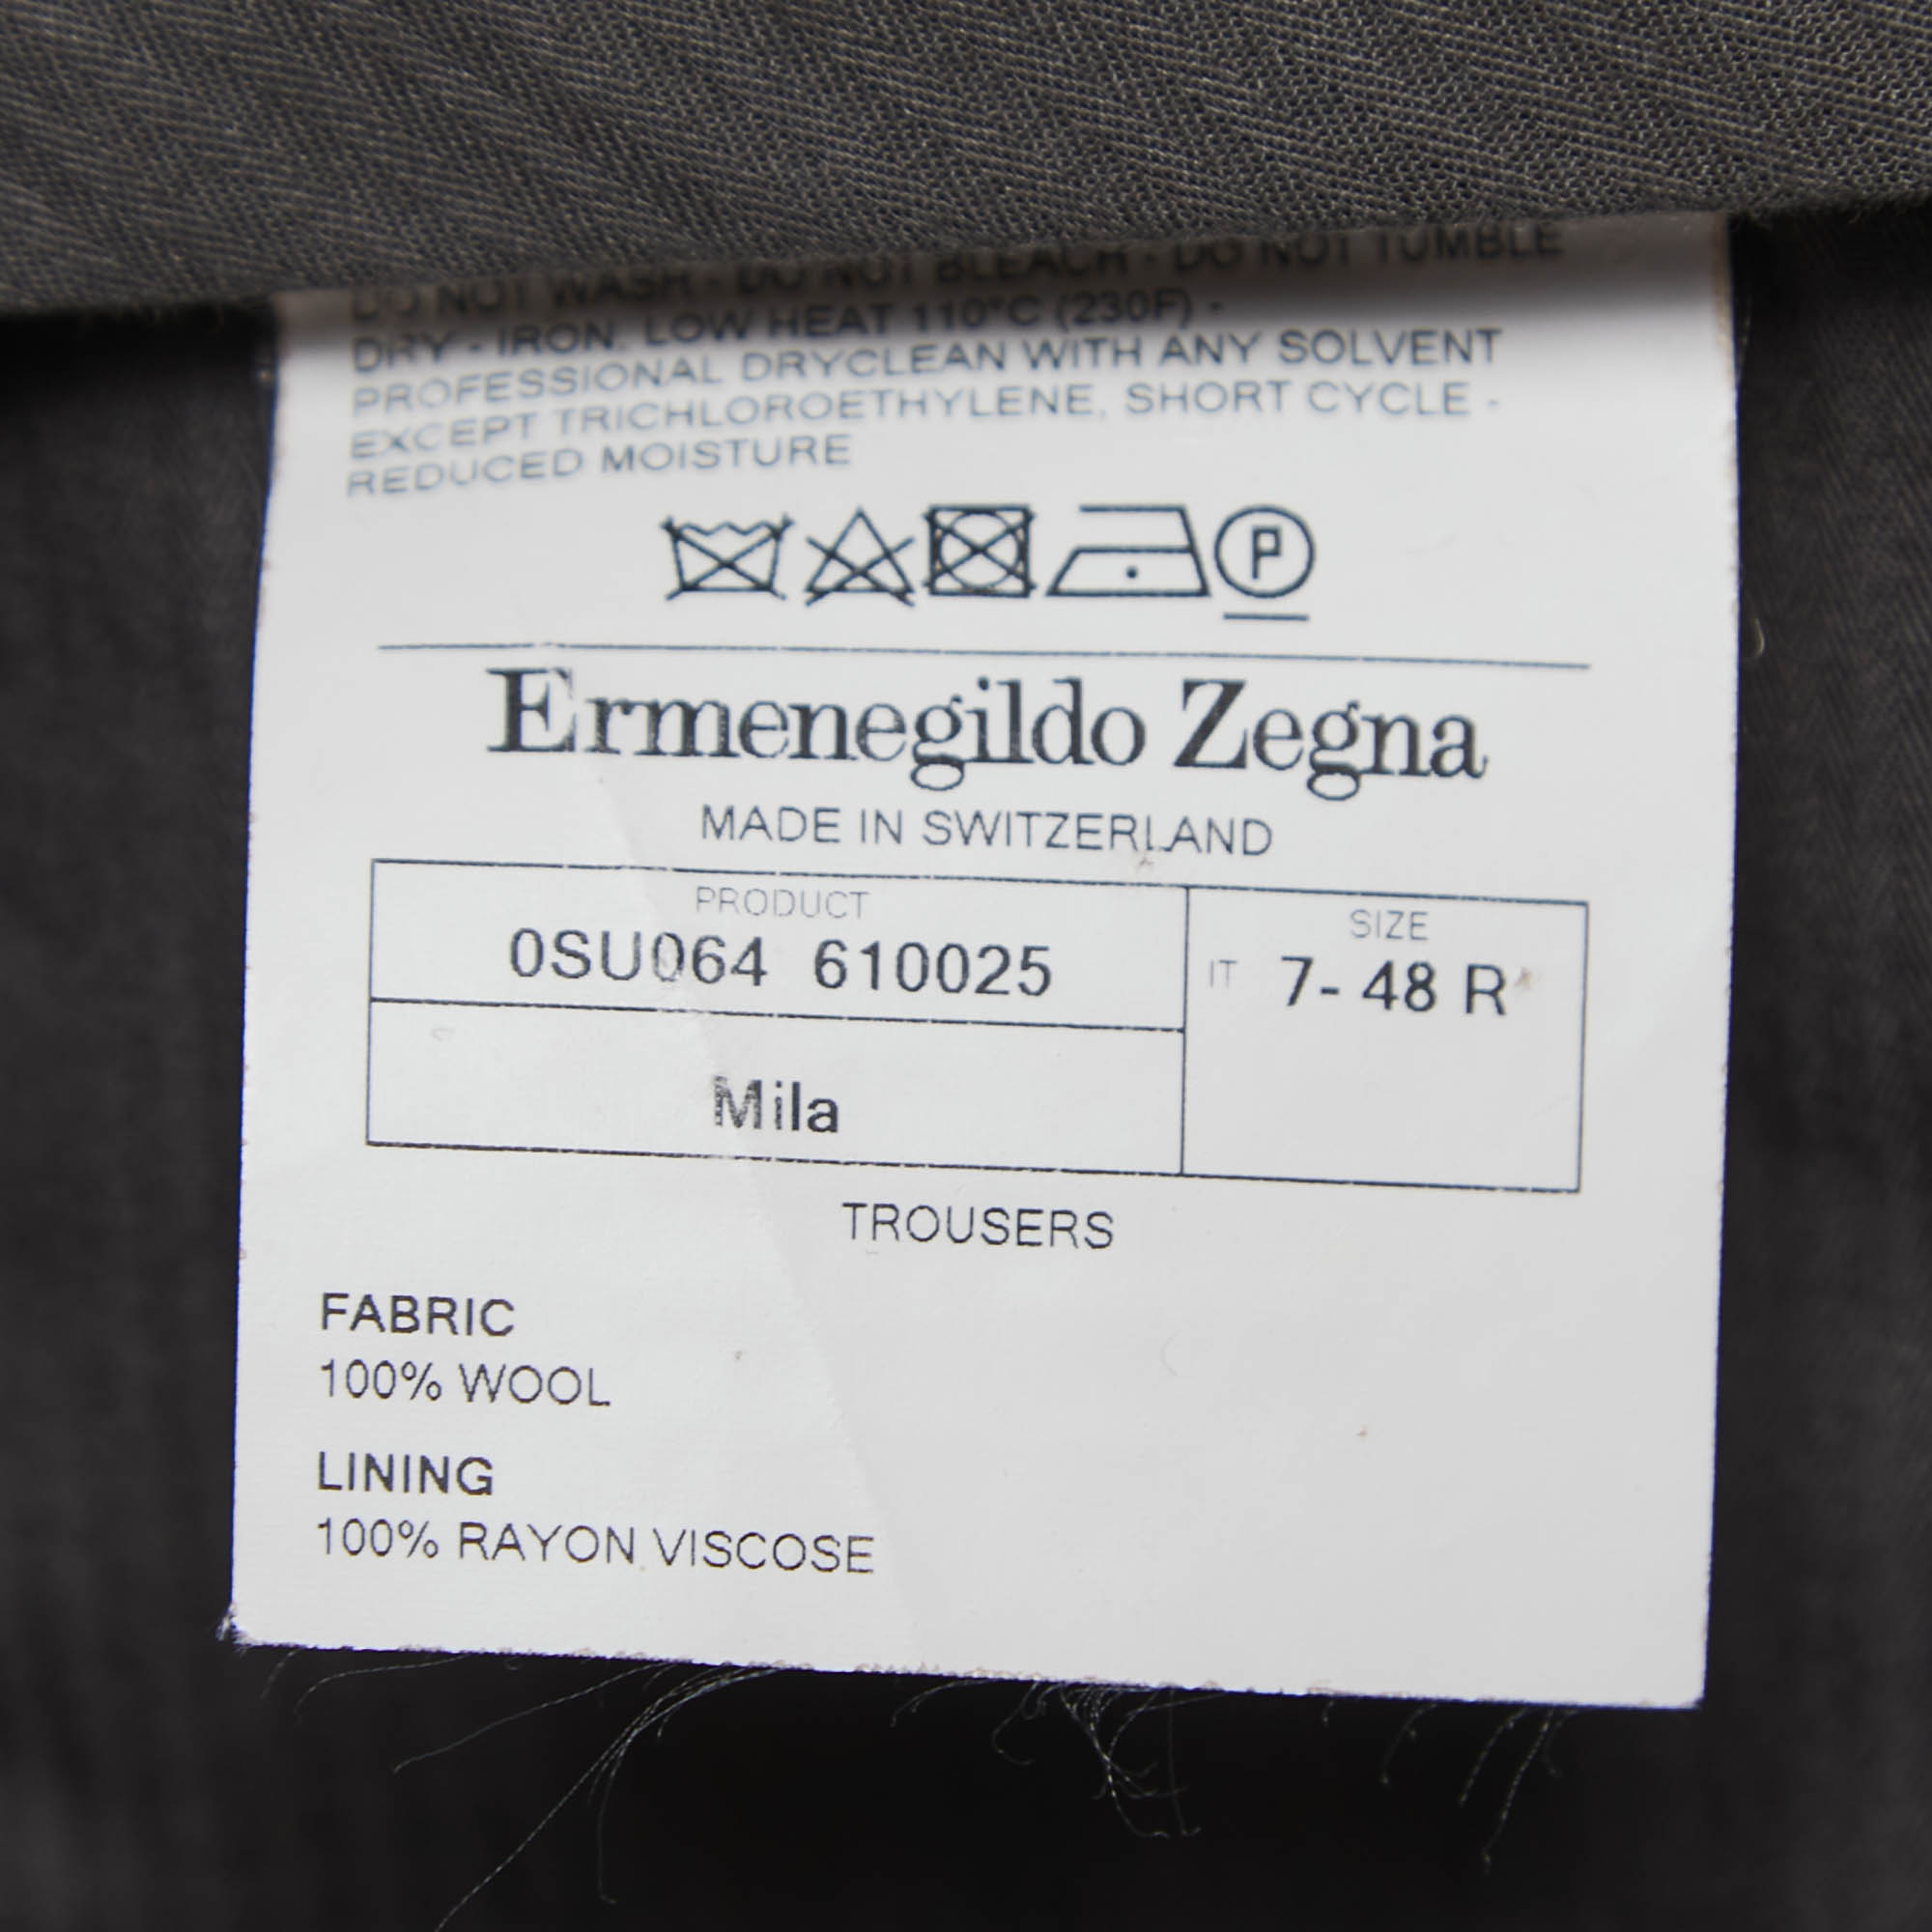 DO NOT WASH - DO NOT BLEACH - DO NOT TUMBLE
DRY - IRON: LOW HEAT 110°C (230F) -
PROFESSIONAL DRYCLEAN WITH ANY SOLVENT
EXCEPT TRICHLOROETHYLENE, SHORT CYCLE -
REDUCED MOISTURE
P
Ermenegildo Zegna
MADE IN SWITZERLAND
PRODUCT
0SU064 610025
SIZE
IT 7- 48 R
Mila
TROUSERS
FABRIC
100% WOOL
LINING
100% RAYON VISCOSE